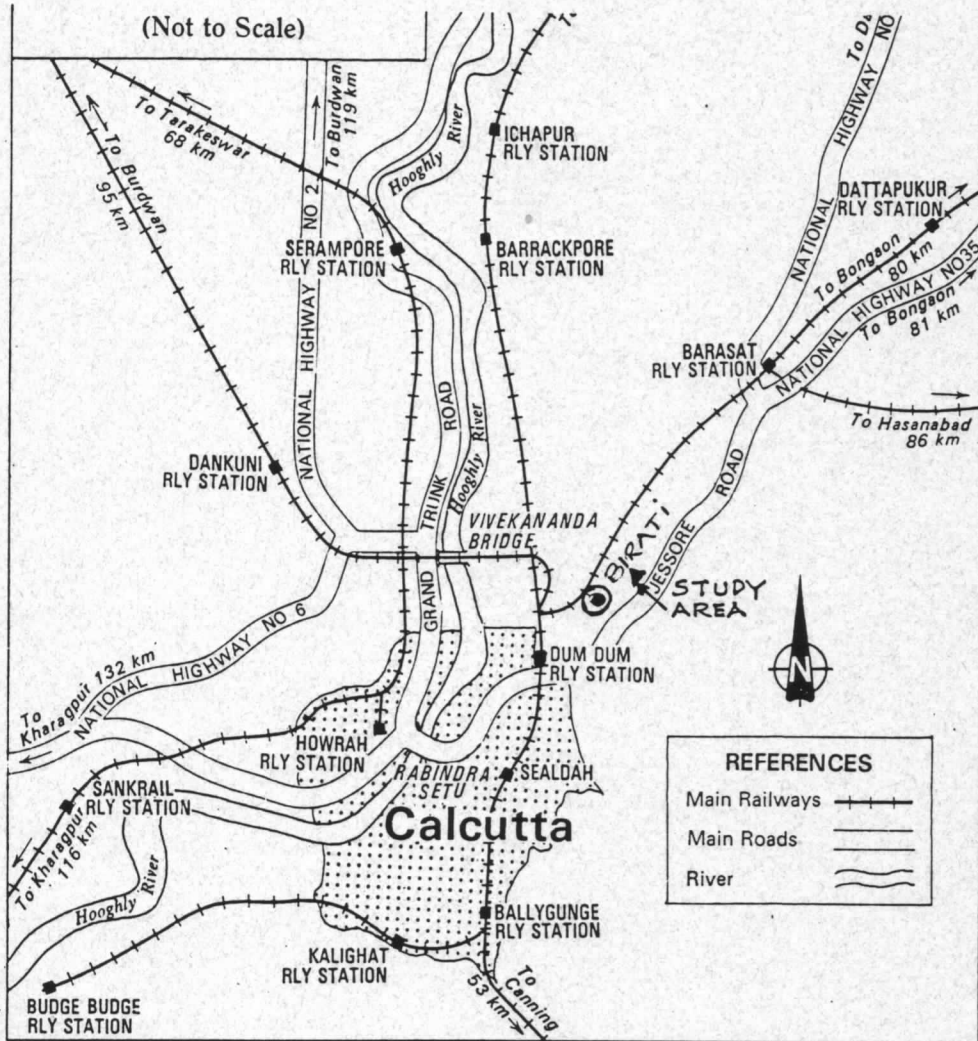 (Not to Scale)
To Tarakeswar
68 km
To Burdwan
119 km
To Burdwan
95 km
Hooghly River
ICHAPUR
RLY STATION
NATIONAL HIGHWAY NO
DATTAPUKUR
RLY STATION
NATIONAL HIGHWAY NO 2
SERAMPORE
RLY STATION
BARRACKPORE
RLY STATION
To Bongaon
80 km
NATIONAL HIGHWAY NO 35
To Bongaon
81 km
BARASAT
RLY STATION
To Hasanabad
86 km
DANKUNI
RLY STATION
GRAND TRUNK ROAD
Hooghly River
VIVEKANANDA
BRIDGE
BIRATI
JESSORE ROAD
STUDY
AREA
NATIONAL HIGHWAY NO 6
To
Kharagpur 132 km
DUM DUM
RLY STATION
N
HOWRAH
RLY STATION
RABINDRA
SETU
SEALDAH
Calcutta
SANKRAIL
RLY STATION
To Kharagpur
116 km
Hooghly
River
BALLYGUNGE
RLY STATION
KALIGHAT
RLY STATION
To Canning
53 km
BUDGE BUDGE
RLY STATION
REFERENCES
Main Railways
Main Roads
River